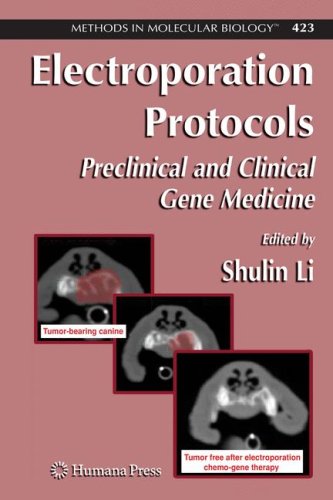 METHODS IN MOLECULAR BIOLOGY™ 423
Electroporation
Protocols
Preclinical and Clinical
Gene Medicine
Edited by
Shulin Li
Tumor-bearing canine
Tumor free after electroporation
chemo-gene therapy
Humana Press